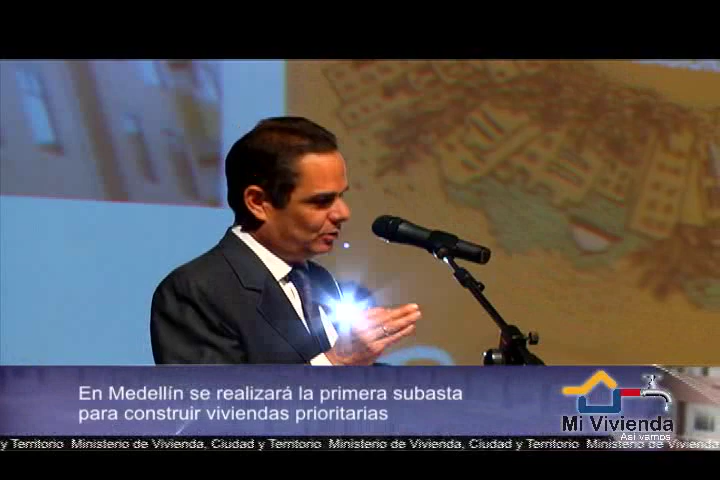 En Medellín se realizará la primera subasta
para construir viviendas prioritarias
Mi Vivienda
Así vamos
y Territorio Ministerio de Vivienda, Ciudad y Territorio Ministerio de Vivienda, Ciudad y Territorio Ministerio de Vivienda